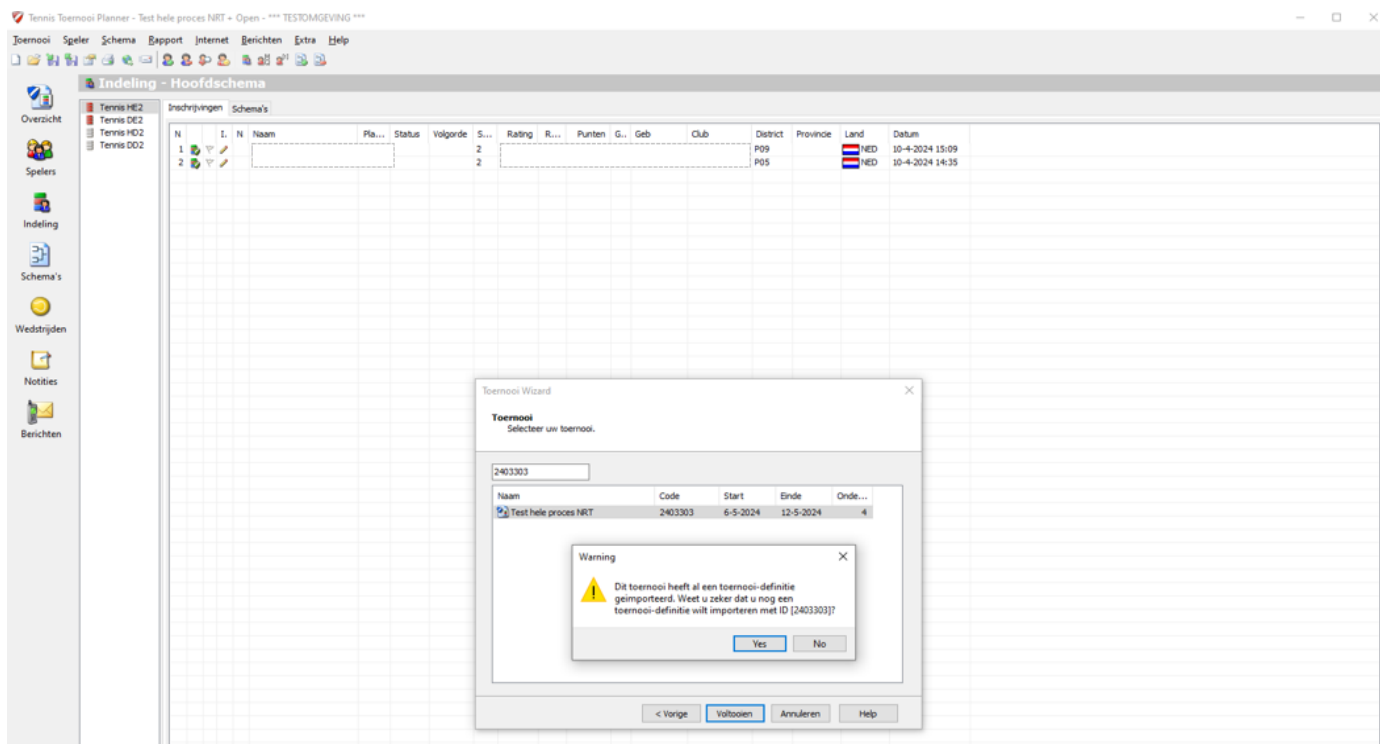 Tennis Toernooi Planner - Test hele proces NRT + Open - *** TESTOMGEVING ***
Toernooi Speler Schema Rapport Internet Berichten Extra Help
Indeling - Hoofdschema
Overzicht
Spelers
Indeling
Schema's
Wedstrijden
Notities
Berichten
Tennis HE2
Tennis DE2
Tennis HD2
Tennis DD2
Inschrijvingen Schema's
N I. N Naam Pla... Status Volgorde S... Rating R... Punten G.. Geb Club District Provincie Land Datum
1 2 P09 NED 10-4-2024 15:09
2 2 P05 NED 10-4-2024 14:35
Toernooi Wizard
Toernooi
Selecteer uw toernooi.
2403303
Naam Code Start Einde Onde...
Test hele proces NRT 2403303 6-5-2024 12-5-2024 4
Warning
Dit toernooi heeft al een toernooi-definitie
geimporteerd. Weet u zeker dat u nog een
toernooi-definitie wilt importeren met ID [2403303]?
Yes No
< Vorige Voltooien Annuleren Help